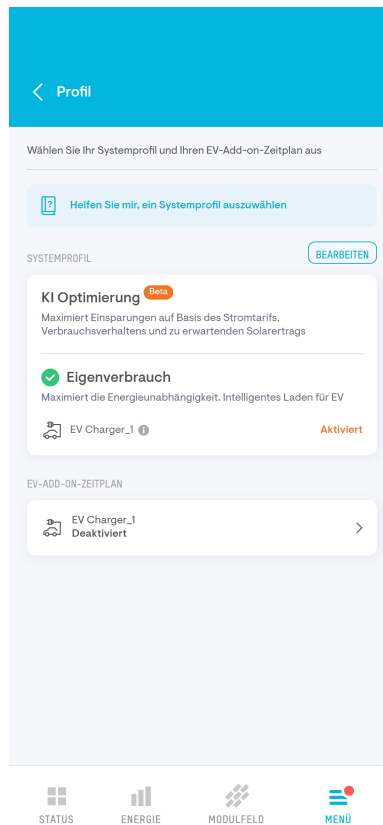 Profil
Wählen Sie Ihr Systemprofil und Ihren EV-Add-on-Zeitplan aus
Helfen Sie mir, ein Systemprofil auszuwählen
SYSTEMPROFIL
BEARBEITEN
KI Optimierung Beta
Maximiert Einsparungen auf Basis des Stromtarifs,
Verbrauchsverhaltens und zu erwartenden Solarertrags
Eigenverbrauch
Maximiert die Energieunabhängigkeit. Intelligentes Laden für EV
EV Charger_1 Aktiviert
EV-ADD-ON-ZEITPLAN
EV Charger_1
Deaktiviert
STATUS ENERGIE MODULFELD MENÜ